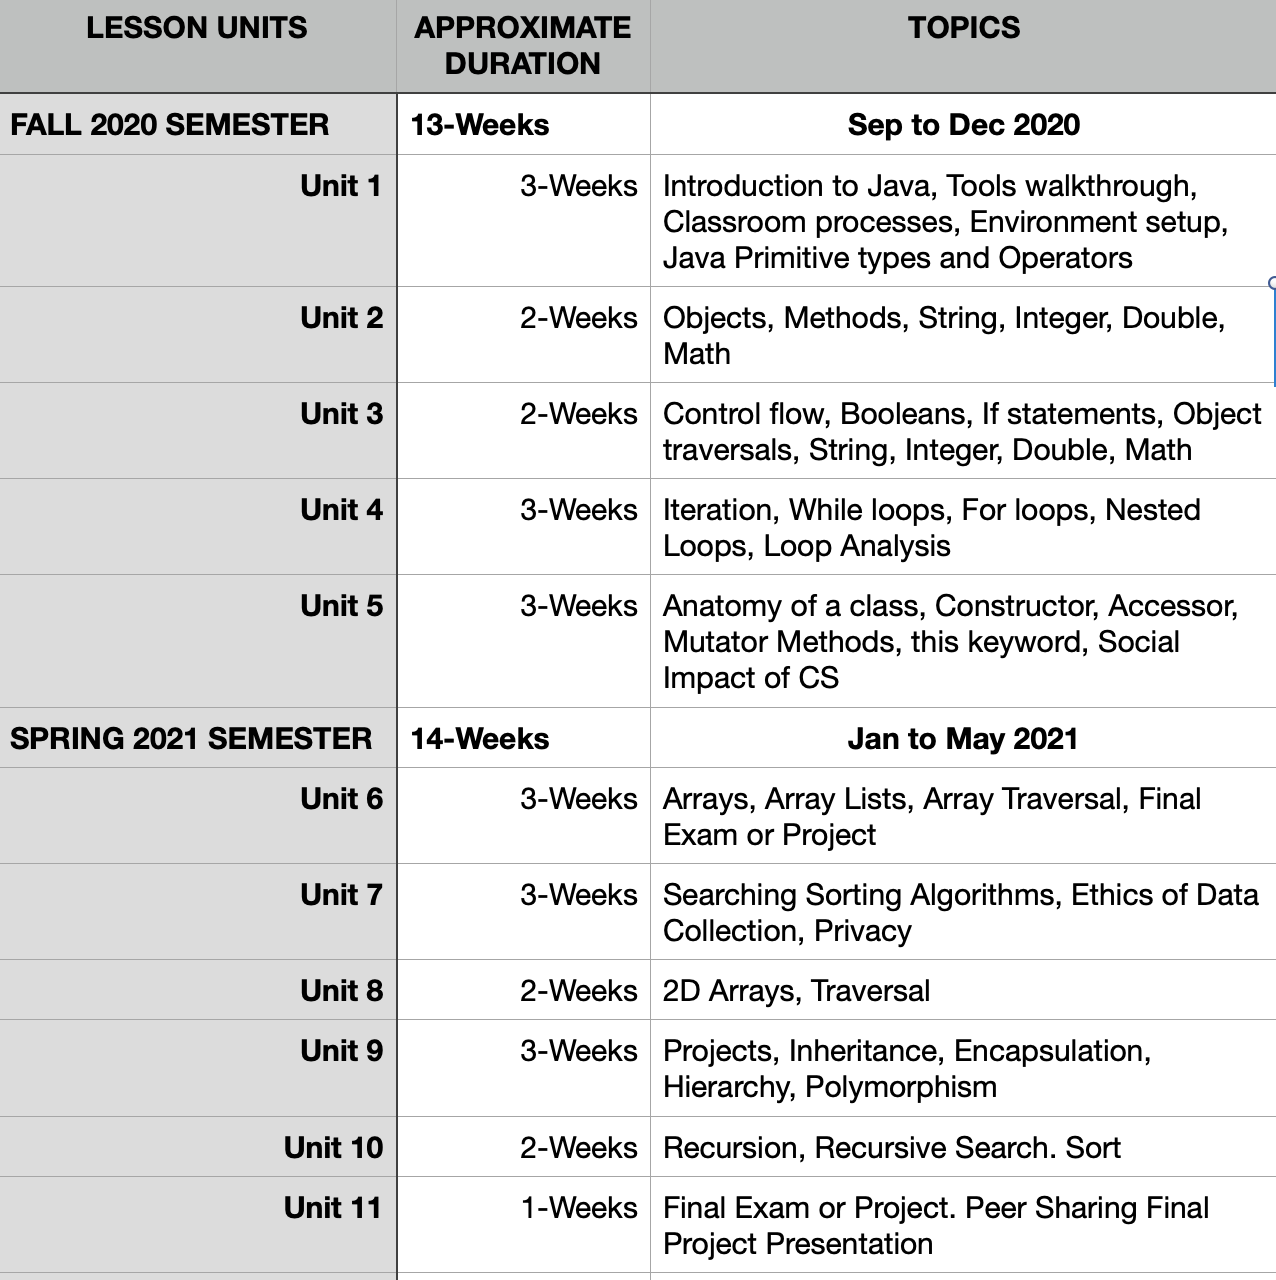 LESSON UNITS
APPROXIMATE
DURATION
TOPICS
FALL 2020 SEMESTER
13-Weeks
Sep to Dec 2020
Unit 1
3-Weeks
Introduction to Java, Tools walkthrough,
Classroom processes, Environment setup,
Java Primitive types and Operators
Unit 2
2-Weeks
Objects, Methods, String, Integer, Double,
Math
Unit 3
2-Weeks
Control flow, Booleans, If statements, Object
traversals, String, Integer, Double, Math
Unit 4
3-Weeks
Iteration, While loops, For loops, Nested
Loops, Loop Analysis
Unit 5
3-Weeks
Anatomy of a class, Constructor, Accessor,
Mutator Methods, this keyword, Social
Impact of CS
SPRING 2021 SEMESTER
14-Weeks
Jan to May 2021
Unit 6
3-Weeks
Arrays, Array Lists, Array Traversal, Final
Exam or Project
Unit 7
3-Weeks
Searching Sorting Algorithms, Ethics of Data
Collection, Privacy
Unit 8
2-Weeks
2D Arrays, Traversal
Unit 9
3-Weeks
Projects, Inheritance, Encapsulation,
Hierarchy, Polymorphism
Unit 10
2-Weeks
Recursion, Recursive Search. Sort
Unit 11
1-Weeks
Final Exam or Project. Peer Sharing Final
Project Presentation